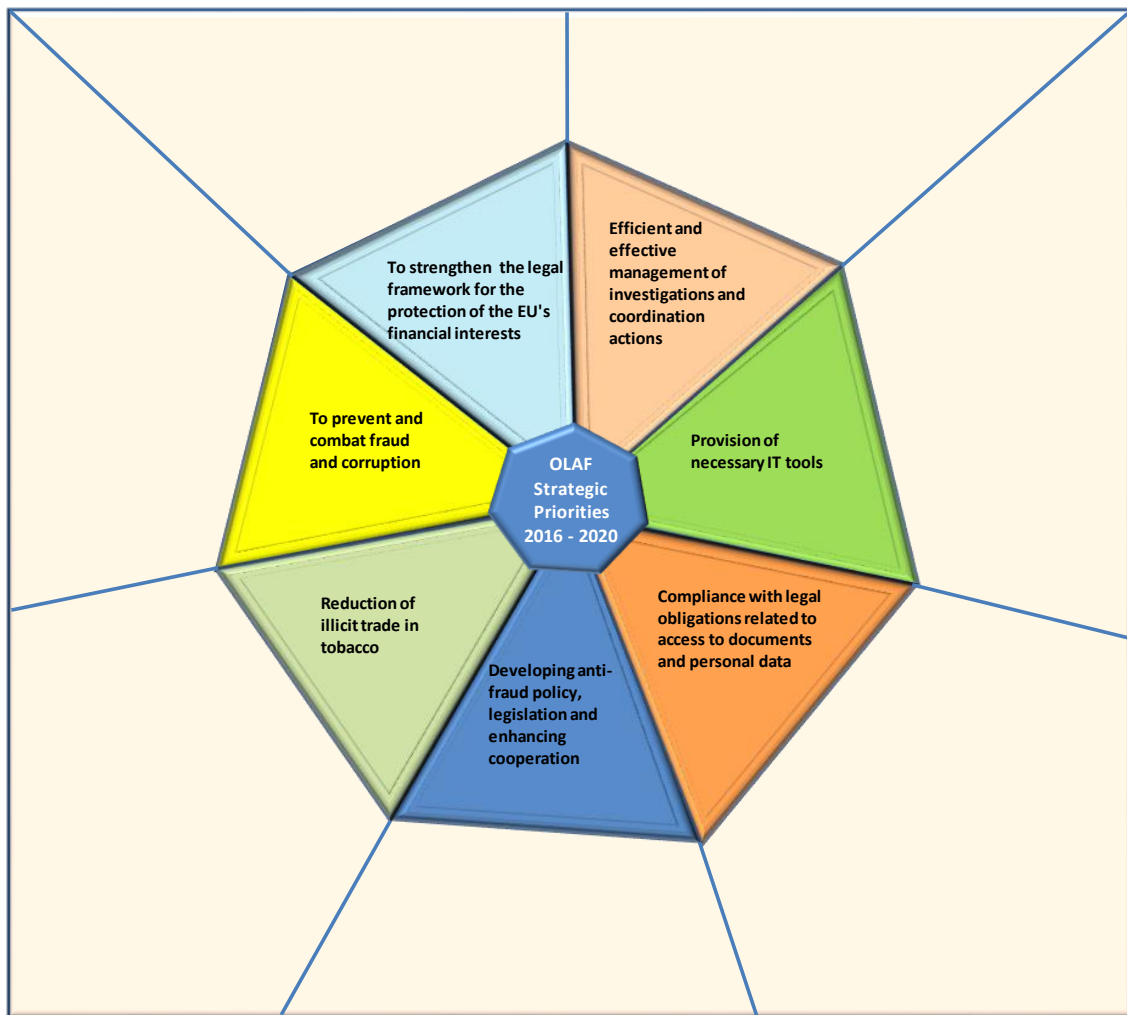 Efficient and
effective
management of
investigations and
coordination
actions
To strengthen the legal
framework for the
protection of the EU's
financial interests
To prevent and
combat fraud
and corruption
OLAF
Strategic
Priorities
2016 - 2020
Provision of
necessary IT tools
Reduction of
illicit trade in
tobacco
Compliance with legal
obligations related to
access to documents
and personal data
Developing anti-
fraud policy,
legislation and
enhancing
cooperation